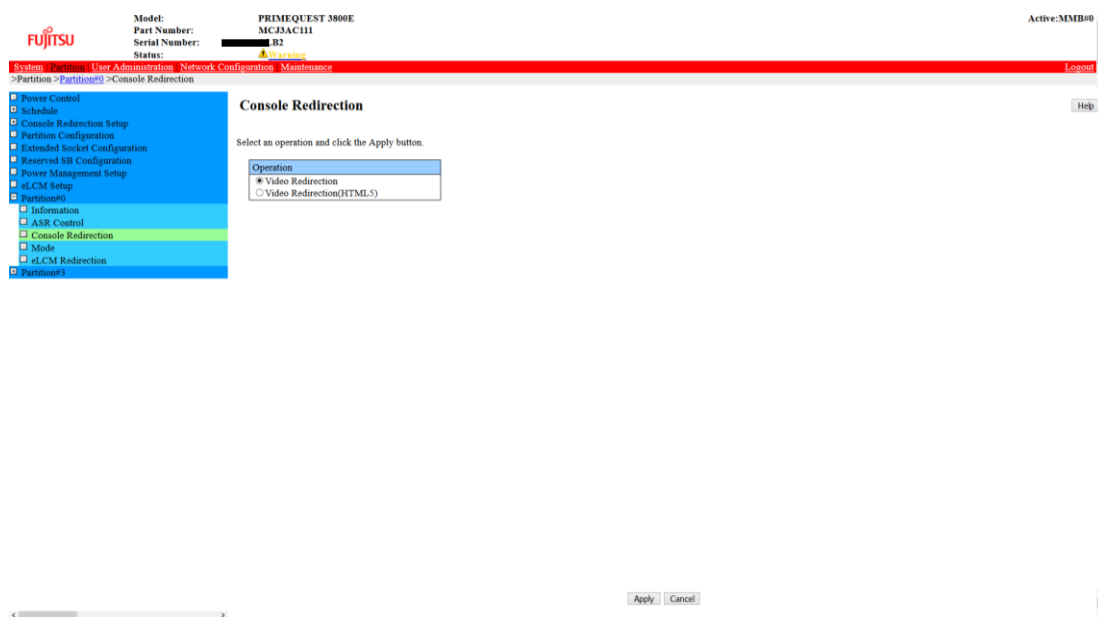 FUJITSU
Model: PRIMEQUEST 3800E
Part Number: MCJ3AC111
Serial Number: .B2
Status: Warning
Active:MMB#0
System | Partition | User Administration | Network Configuration | Maintenance
Logout
>Partition >Partition#0 >Console Redirection
Power Control
Schedule
Console Redirection Setup
Partition Configuration
Extended Socket Configuration
Reserved SB Configuration
Power Management Setup
eLCM Setup
Partition#0
Information
ASR Control
Console Redirection
Mode
eLCM Redirection
Partition#3
Console Redirection
Help
Select an operation and click the Apply button.
Operation
Video Redirection
Video Redirection(HTML5)
Apply Cancel